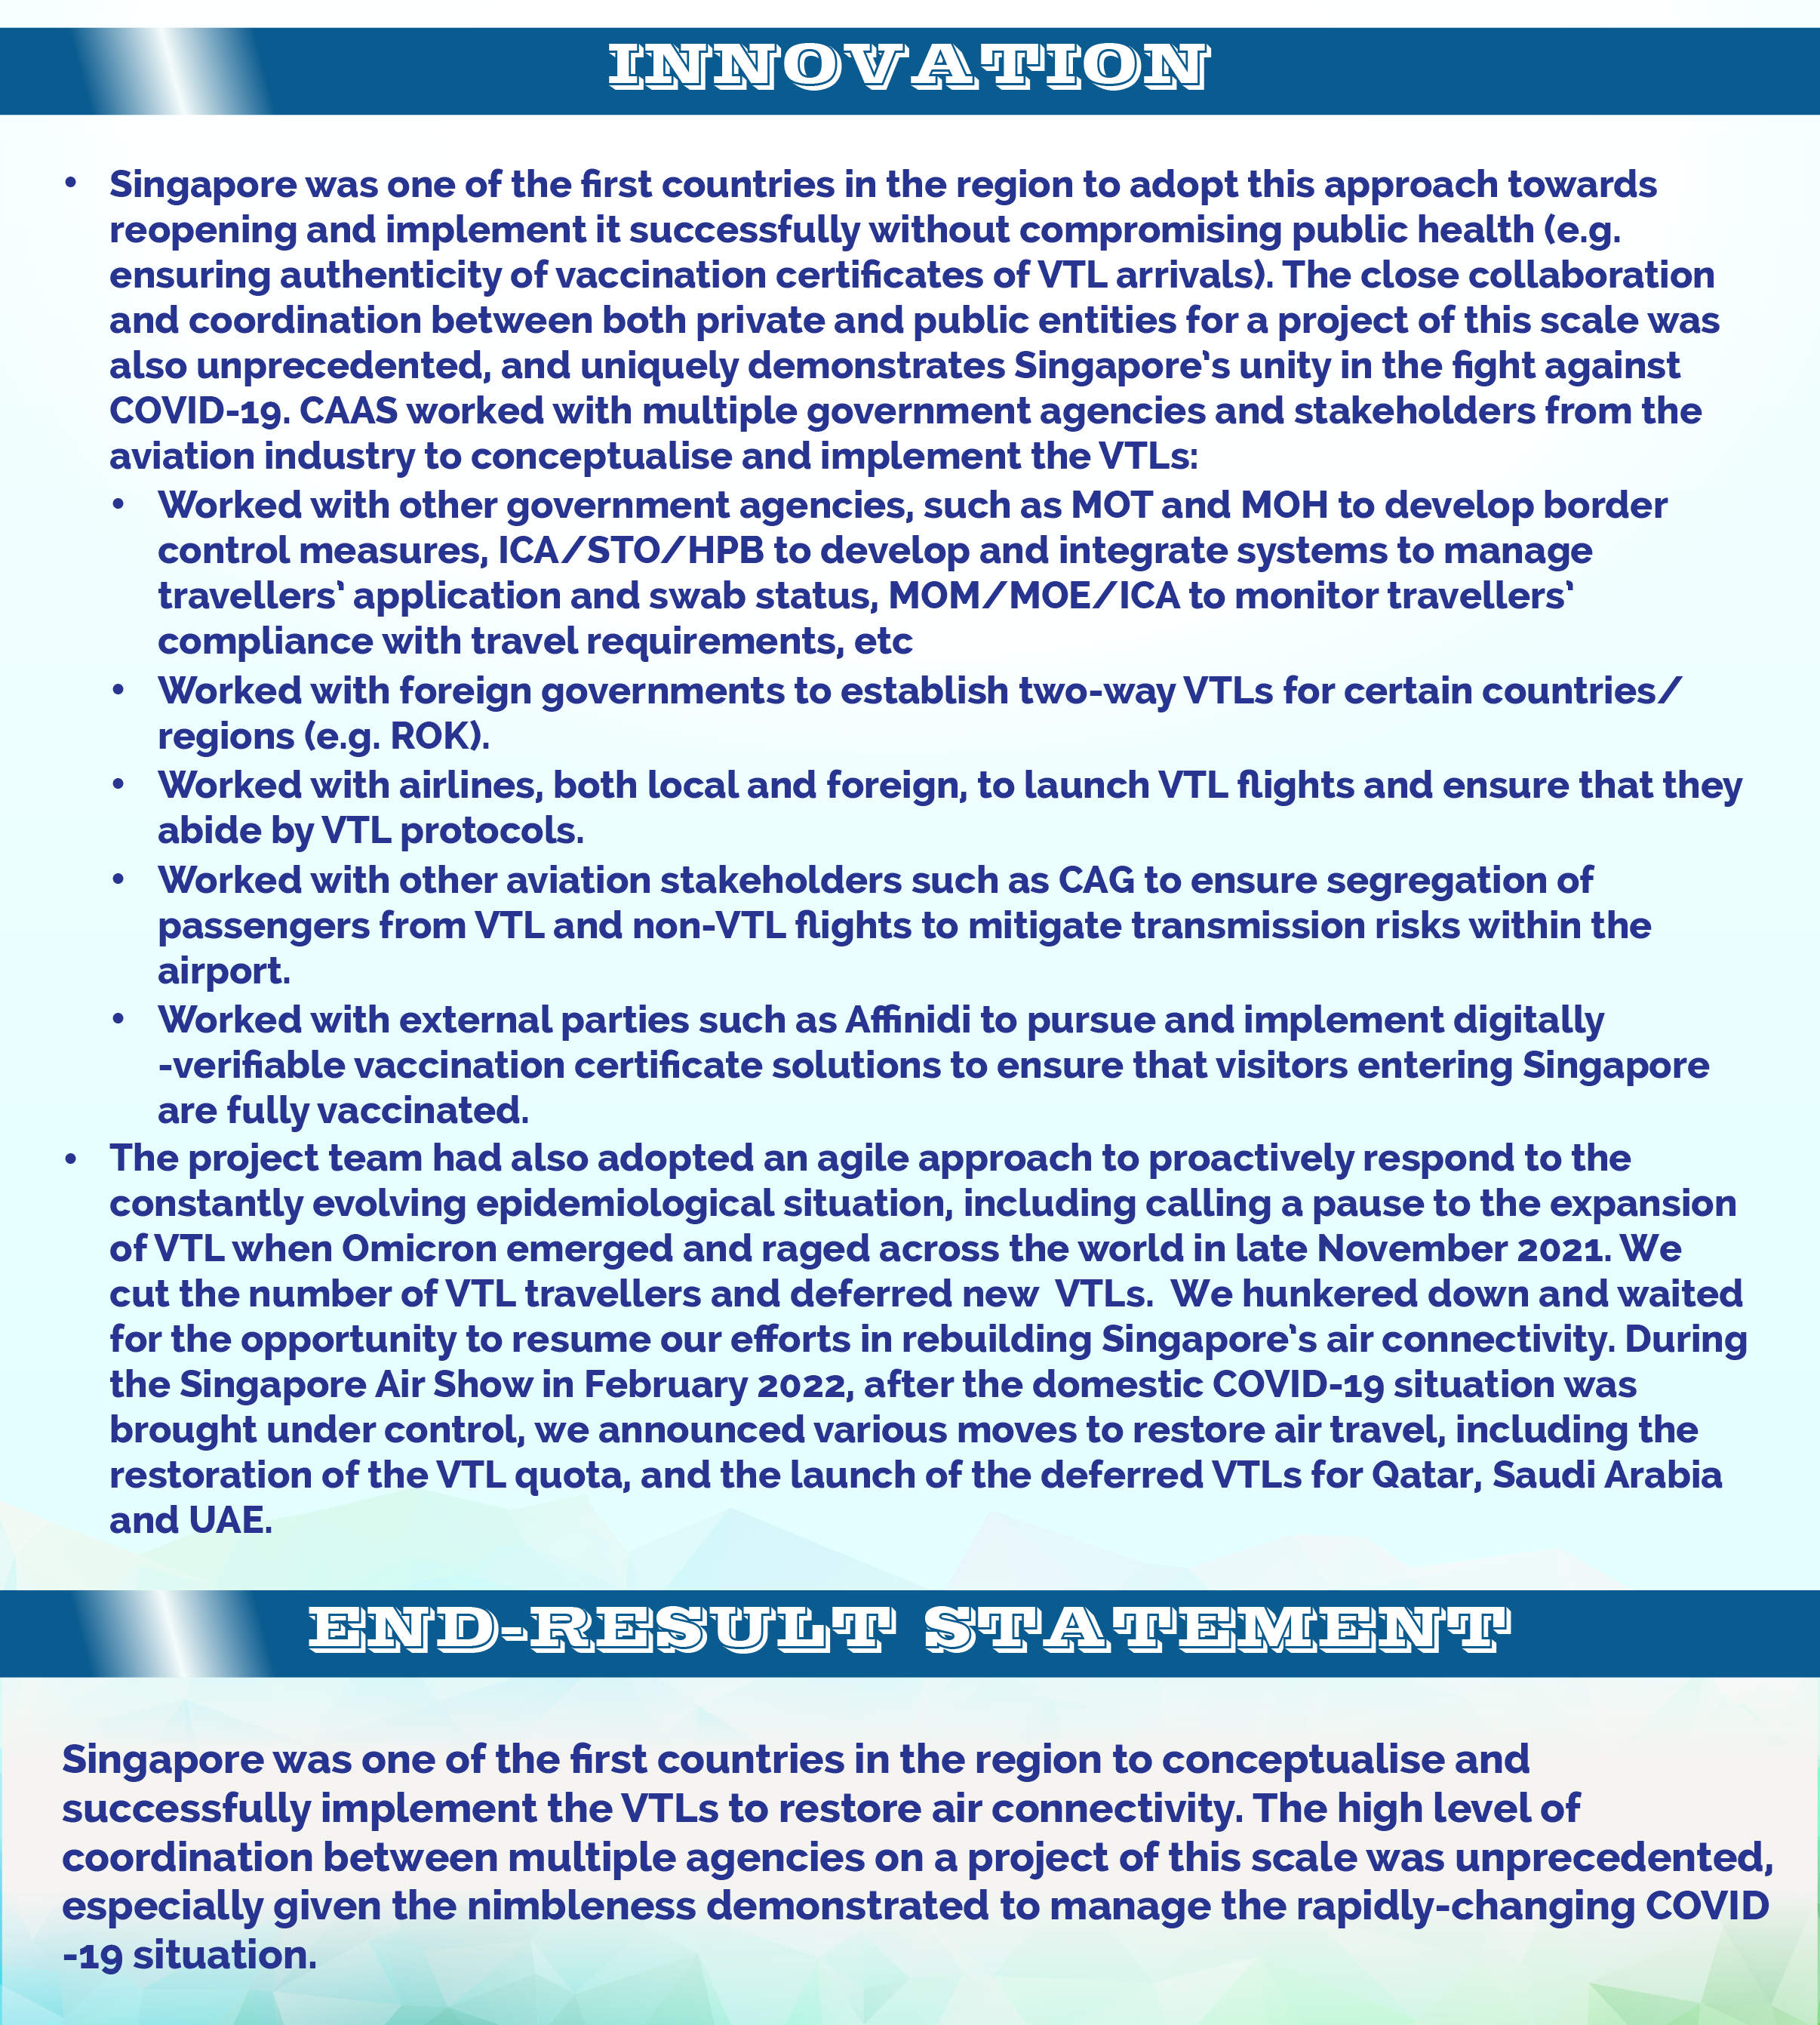 INNOVATION
• Singapore was one of the first countries in the region to adopt this approach towards
reopening and implement it successfully without compromising public health (e.g.
ensuring authenticity of vaccination certificates of VTL arrivals). The close collaboration
and coordination between both private and public entities for a project of this scale was
also unprecedented, and uniquely demonstrates Singapore's unity in the fight against
COVID-19. CAAS worked with multiple government agencies and stakeholders from the
aviation industry to conceptualise and implement the VTLs:
• Worked with other government agencies, such as MOT and MOH to develop border
control measures, ICA/STO/HPB to develop and integrate systems to manage
travellers' application and swab status, MOM/MOE/ICA to monitor travellers'
compliance with travel requirements, etc
• Worked with foreign governments to establish two-way VTLs for certain countries/
regions (e.g. ROK).
• Worked with airlines, both local and foreign, to launch VTL flights and ensure that they
abide by VTL protocols.
• Worked with other aviation stakeholders such as CAG to ensure segregation of
passengers from VTL and non-VTL flights to mitigate transmission risks within the
airport.
• Worked with external parties such as Affinidi to pursue and implement digitally
-verifiable vaccination certificate solutions to ensure that visitors entering Singapore
are fully vaccinated.
• The project team had also adopted an agile approach to proactively respond to the
constantly evolving epidemiological situation, including calling a pause to the expansion
of VTL when Omicron emerged and raged across the world in late November 2021. We
cut the number of VTL travellers and deferred new  VTLs.  We hunkered down and waited
for the opportunity to resume our efforts in rebuilding Singapore's air connectivity. During
the Singapore Air Show in February 2022, after the domestic COVID-19 situation was
brought under control, we announced various moves to restore air travel, including the
restoration of the VTL quota, and the launch of the deferred VTLs for Qatar, Saudi Arabia
and UAE.
END-RESULT STATEMENT
Singapore was one of the first countries in the region to conceptualise and
successfully implement the VTLs to restore air connectivity. The high level of
coordination between multiple agencies on a project of this scale was unprecedented,
especially given the nimbleness demonstrated to manage the rapidly-changing COVID
-19 situation.